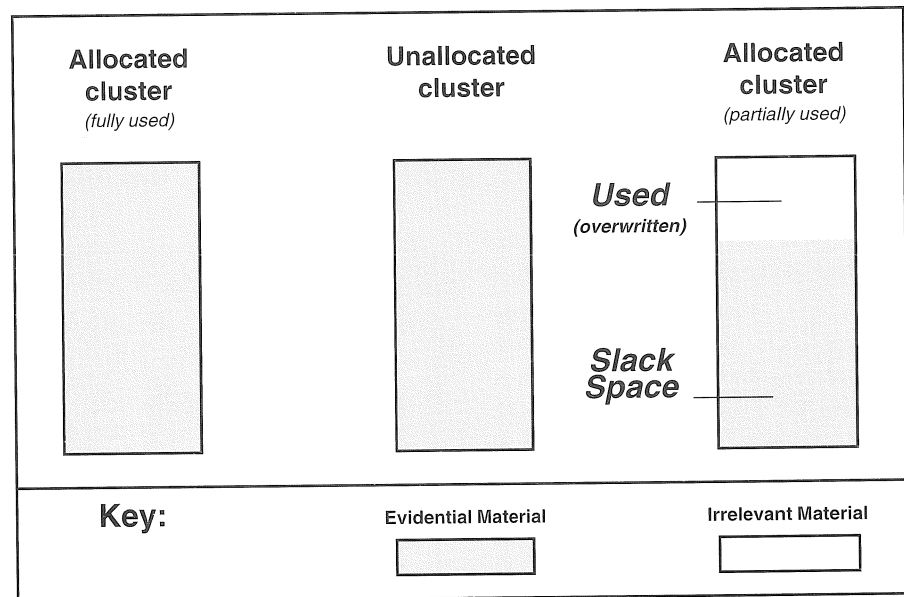 Allocated
cluster
(fully used)
Unallocated
cluster
Allocated
cluster
(partially used)
Used
(overwritten)
Slack
Space
Key:
Evidential Material
Irrelevant Material